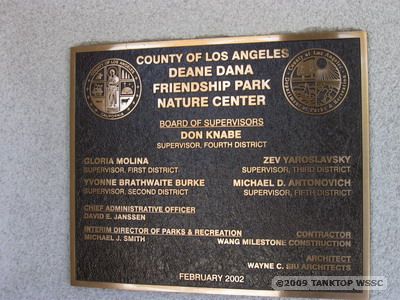 COUNTY OF LOS ANGELES
DEANE DANA
FRIENDSHIP PARK
NATURE CENTER
BOARD OF SUPERVISORS
DON KNABE
SUPERVISOR, FOURTH DISTRICT
GLORIA MOLINA
SUPERVISOR, FIRST DISTRICT
ZEV YAROSLAVSKY
SUPERVISOR, THIRD DISTRICT
YVONNE BRATHWAITE BURKE
SUPERVISOR, SECOND DISTRICT
MICHAEL D. ANTONOVICH
SUPERVISOR, FIFTH DISTRICT
CHIEF ADMINISTRATIVE OFFICER
DAVID E. JANSSEN
INTERIM DIRECTOR OF PARKS & RECREATION
MICHAEL J. SMITH
CONTRACTOR
WANG MILESTONE CONSTRUCTION
ARCHITECT
WAYNE C. SIU ARCHITECTS
FEBRUARY 2002
©2009 TANKTOP WSSC